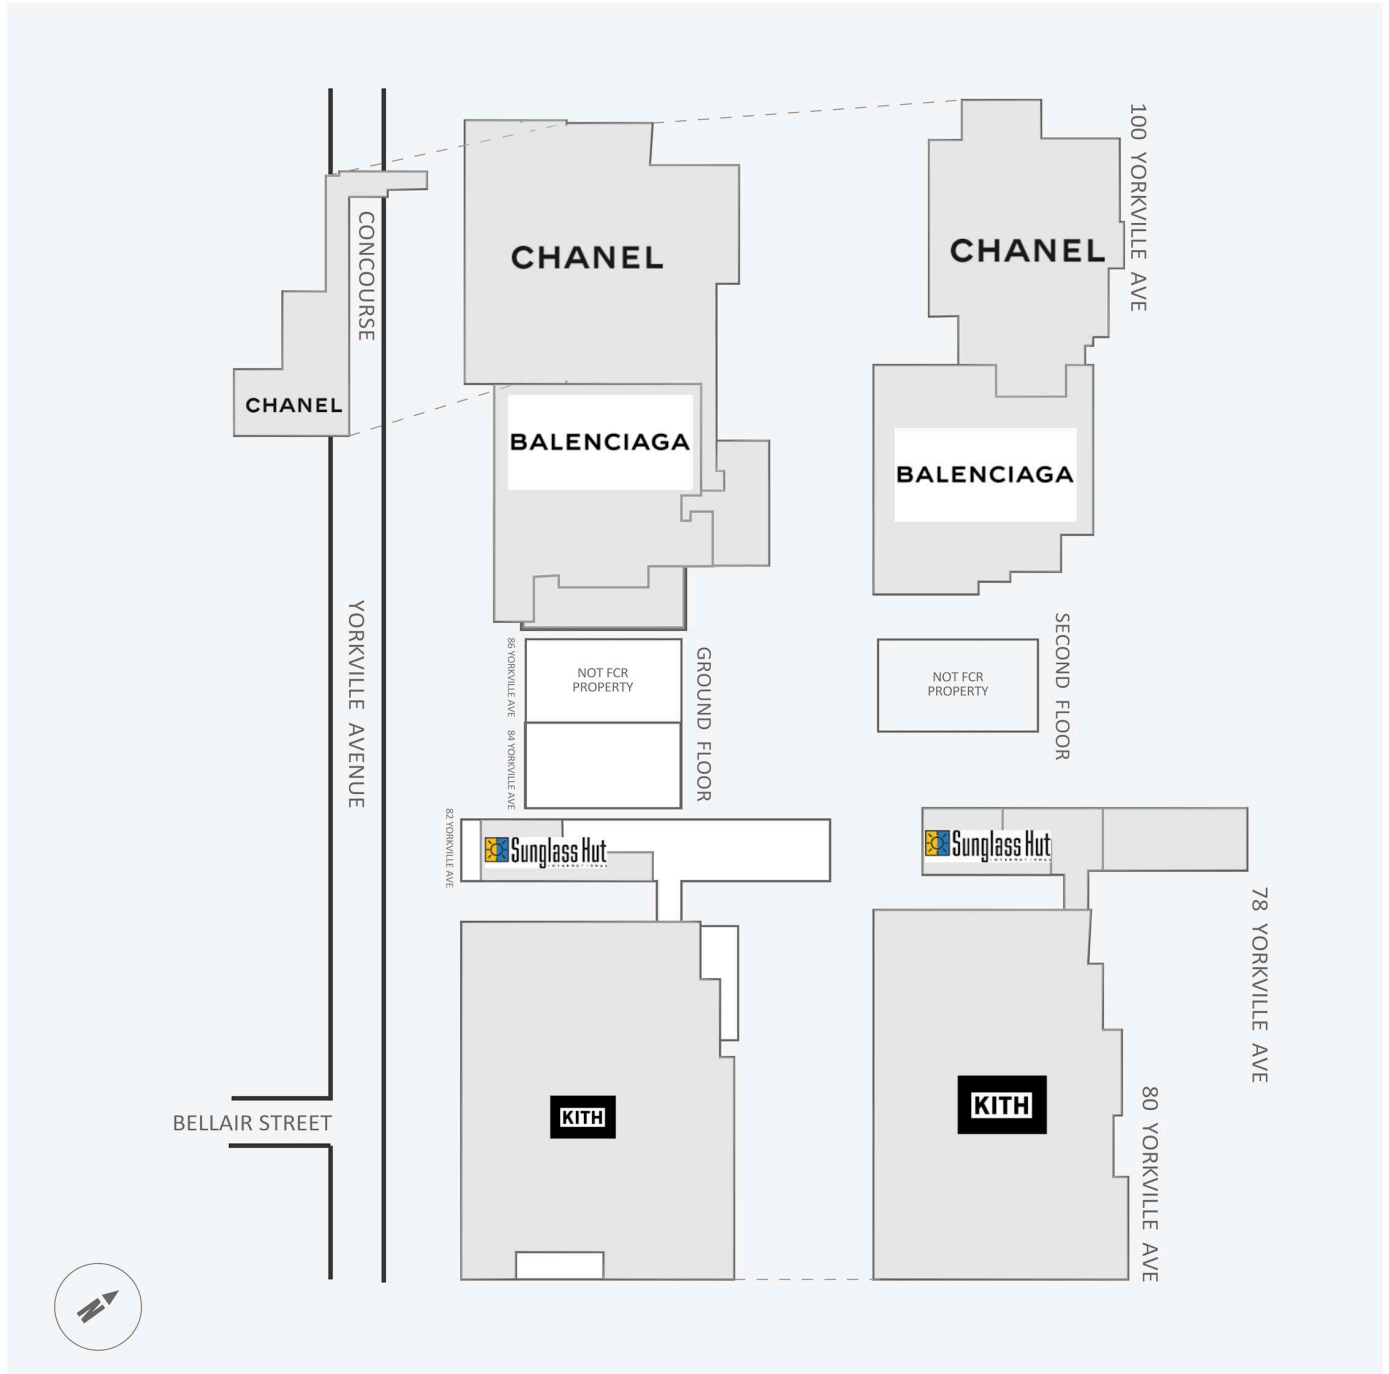 100 YORKVILLE AVE
CONCOURSE
CHANEL
CHANEL
CHANEL
BALENCIAGA
BALENCIAGA
YORKVILLE AVENUE
86 YORKVILLE AVE
NOT FCR
PROPERTY
GROUND FLOOR
NOT FCR
PROPERTY
SECOND FLOOR
84 YORKVILLE AVE
82 YORKVILLE AVE
Sunglass Hut
INTERNATIONAL
Sunglass Hut
INTERNATIONAL
78 YORKVILLE AVE
KITH
KITH
80 YORKVILLE AVE
BELLAIR STREET
N